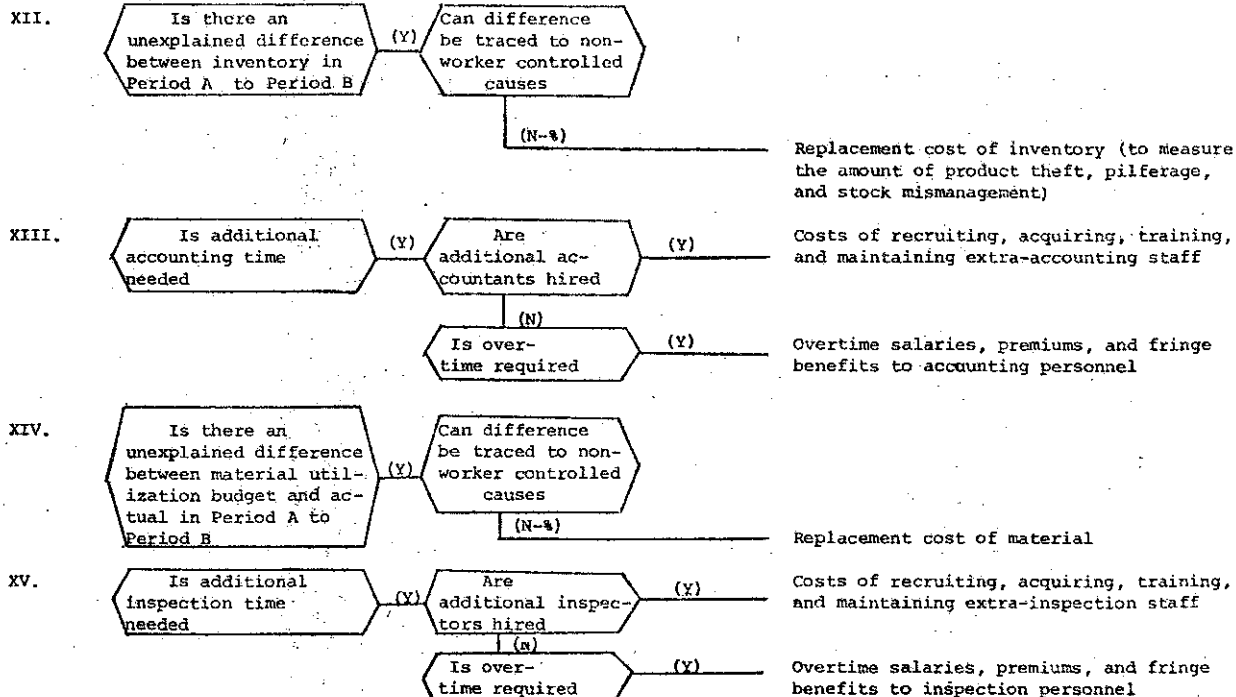 XII.
Is there an
unexplained difference
between inventory in
Period A to Period B
(Y)
Can difference
be traced to non-
worker controlled
causes
(N-%)
Replacement cost of inventory (to measure
the amount of product theft, pilferage,
and stock mismanagement)
XIII.
Is additional
accounting time
needed
(Y)
Are
additional ac-
countants hired
(Y)
Costs of recruiting, acquiring, training,
and maintaining extra-accounting staff
(N)
Is over-
time required
(Y)
Overtime salaries, premiums, and fringe
benefits to accounting personnel
XIV.
Is there an
unexplained difference
between material util-
ization budget and ac-
tual in Period A to
Period B
(Y)
Can difference
be traced to non-
worker controlled
causes
(N-%)
Replacement cost of material
XV.
Is additional
inspection time
needed
(Y)
Are
additional inspec-
tors hired
(Y)
Costs of recruiting, acquiring, training,
and maintaining extra-inspection staff
(N)
Is over-
time required
(Y)
Overtime salaries, premiums, and fringe
benefits to inspection personnel